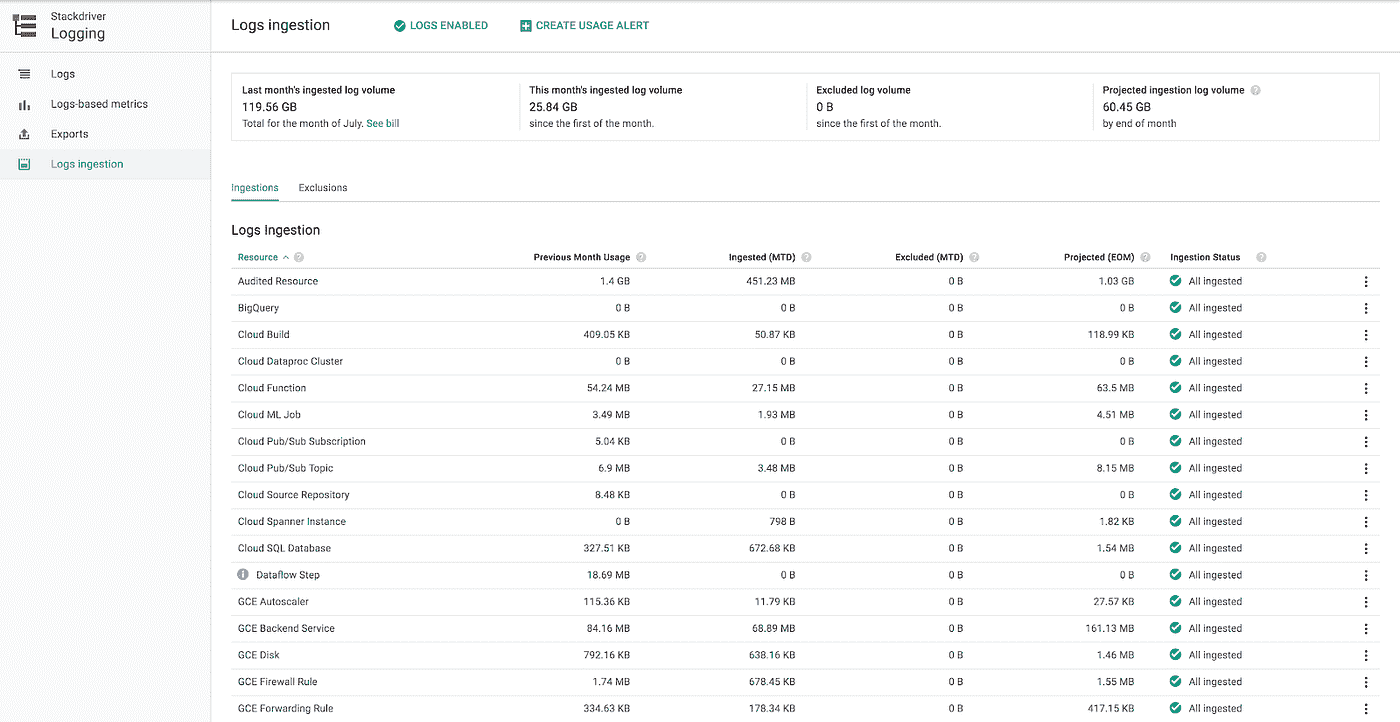 Stackdriver
Logging
Logs
Logs-based metrics
Exports
Logs ingestion
Logs ingestion LOGS ENABLED CREATE USAGE ALERT
Last month's ingested log volume
119.56 GB
Total for the month of July. See bill
This month's ingested log volume
25.84 GB
since the first of the month.
Excluded log volume
0 B
since the first of the month.
Projected ingestion log volume
60.45 GB
by end of month
Ingestions Exclusions
Logs Ingestion
Resource Previous Month Usage Ingested (MTD) Excluded (MTD) Projected (EOM) Ingestion Status
Audited Resource 1.4 GB 451.23 MB 0 B 1.03 GB All ingested
BigQuery 0 B 0 B 0 B 0 B All ingested
Cloud Build 409.05 KB 50.87 KB 0 B 118.99 KB All ingested
Cloud Dataproc Cluster 0 B 0 B 0 B 0 B All ingested
Cloud Function 54.24 MB 27.15 MB 0 B 63.5 MB All ingested
Cloud ML Job 3.49 MB 1.93 MB 0 B 4.51 MB All ingested
Cloud Pub/Sub Subscription 5.04 KB 0 B 0 B 0 B All ingested
Cloud Pub/Sub Topic 6.9 MB 3.48 MB 0 B 8.15 MB All ingested
Cloud Source Repository 8.48 KB 0 B 0 B 0 B All ingested
Cloud Spanner Instance 0 B 798 B 0 B 1.82 KB All ingested
Cloud SQL Database 327.51 KB 672.68 KB 0 B 1.54 MB All ingested
Dataflow Step 18.69 MB 0 B 0 B 0 B All ingested
GCE Autoscaler 115.36 KB 11.79 KB 0 B 27.57 KB All ingested
GCE Backend Service 84.16 MB 68.89 MB 0 B 161.13 MB All ingested
GCE Disk 792.16 KB 638.16 KB 0 B 1.46 MB All ingested
GCE Firewall Rule 1.74 MB 678.45 KB 0 B 1.55 MB All ingested
GCE Forwarding Rule 334.63 KB 178.34 KB 0 B 417.15 KB All ingested